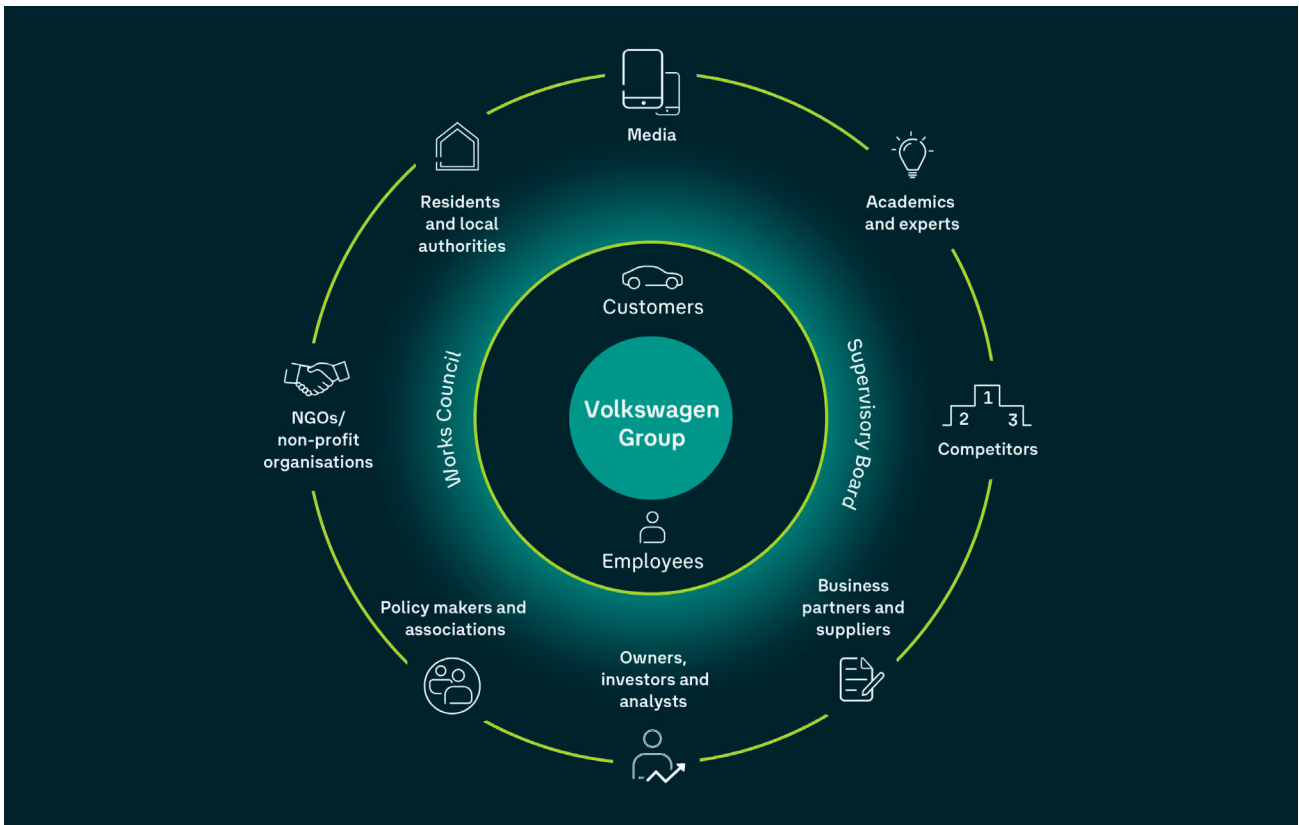 Media
Residents
and local
authorities
Academics
and experts
Customers
Works Council
Supervisory Board
Volkswagen
Group
NGOs/
non-profit
organisations
1
2
3
Competitors
Employees
Business
partners and
suppliers
Policy makers and
associations
Owners,
investors and
analysts